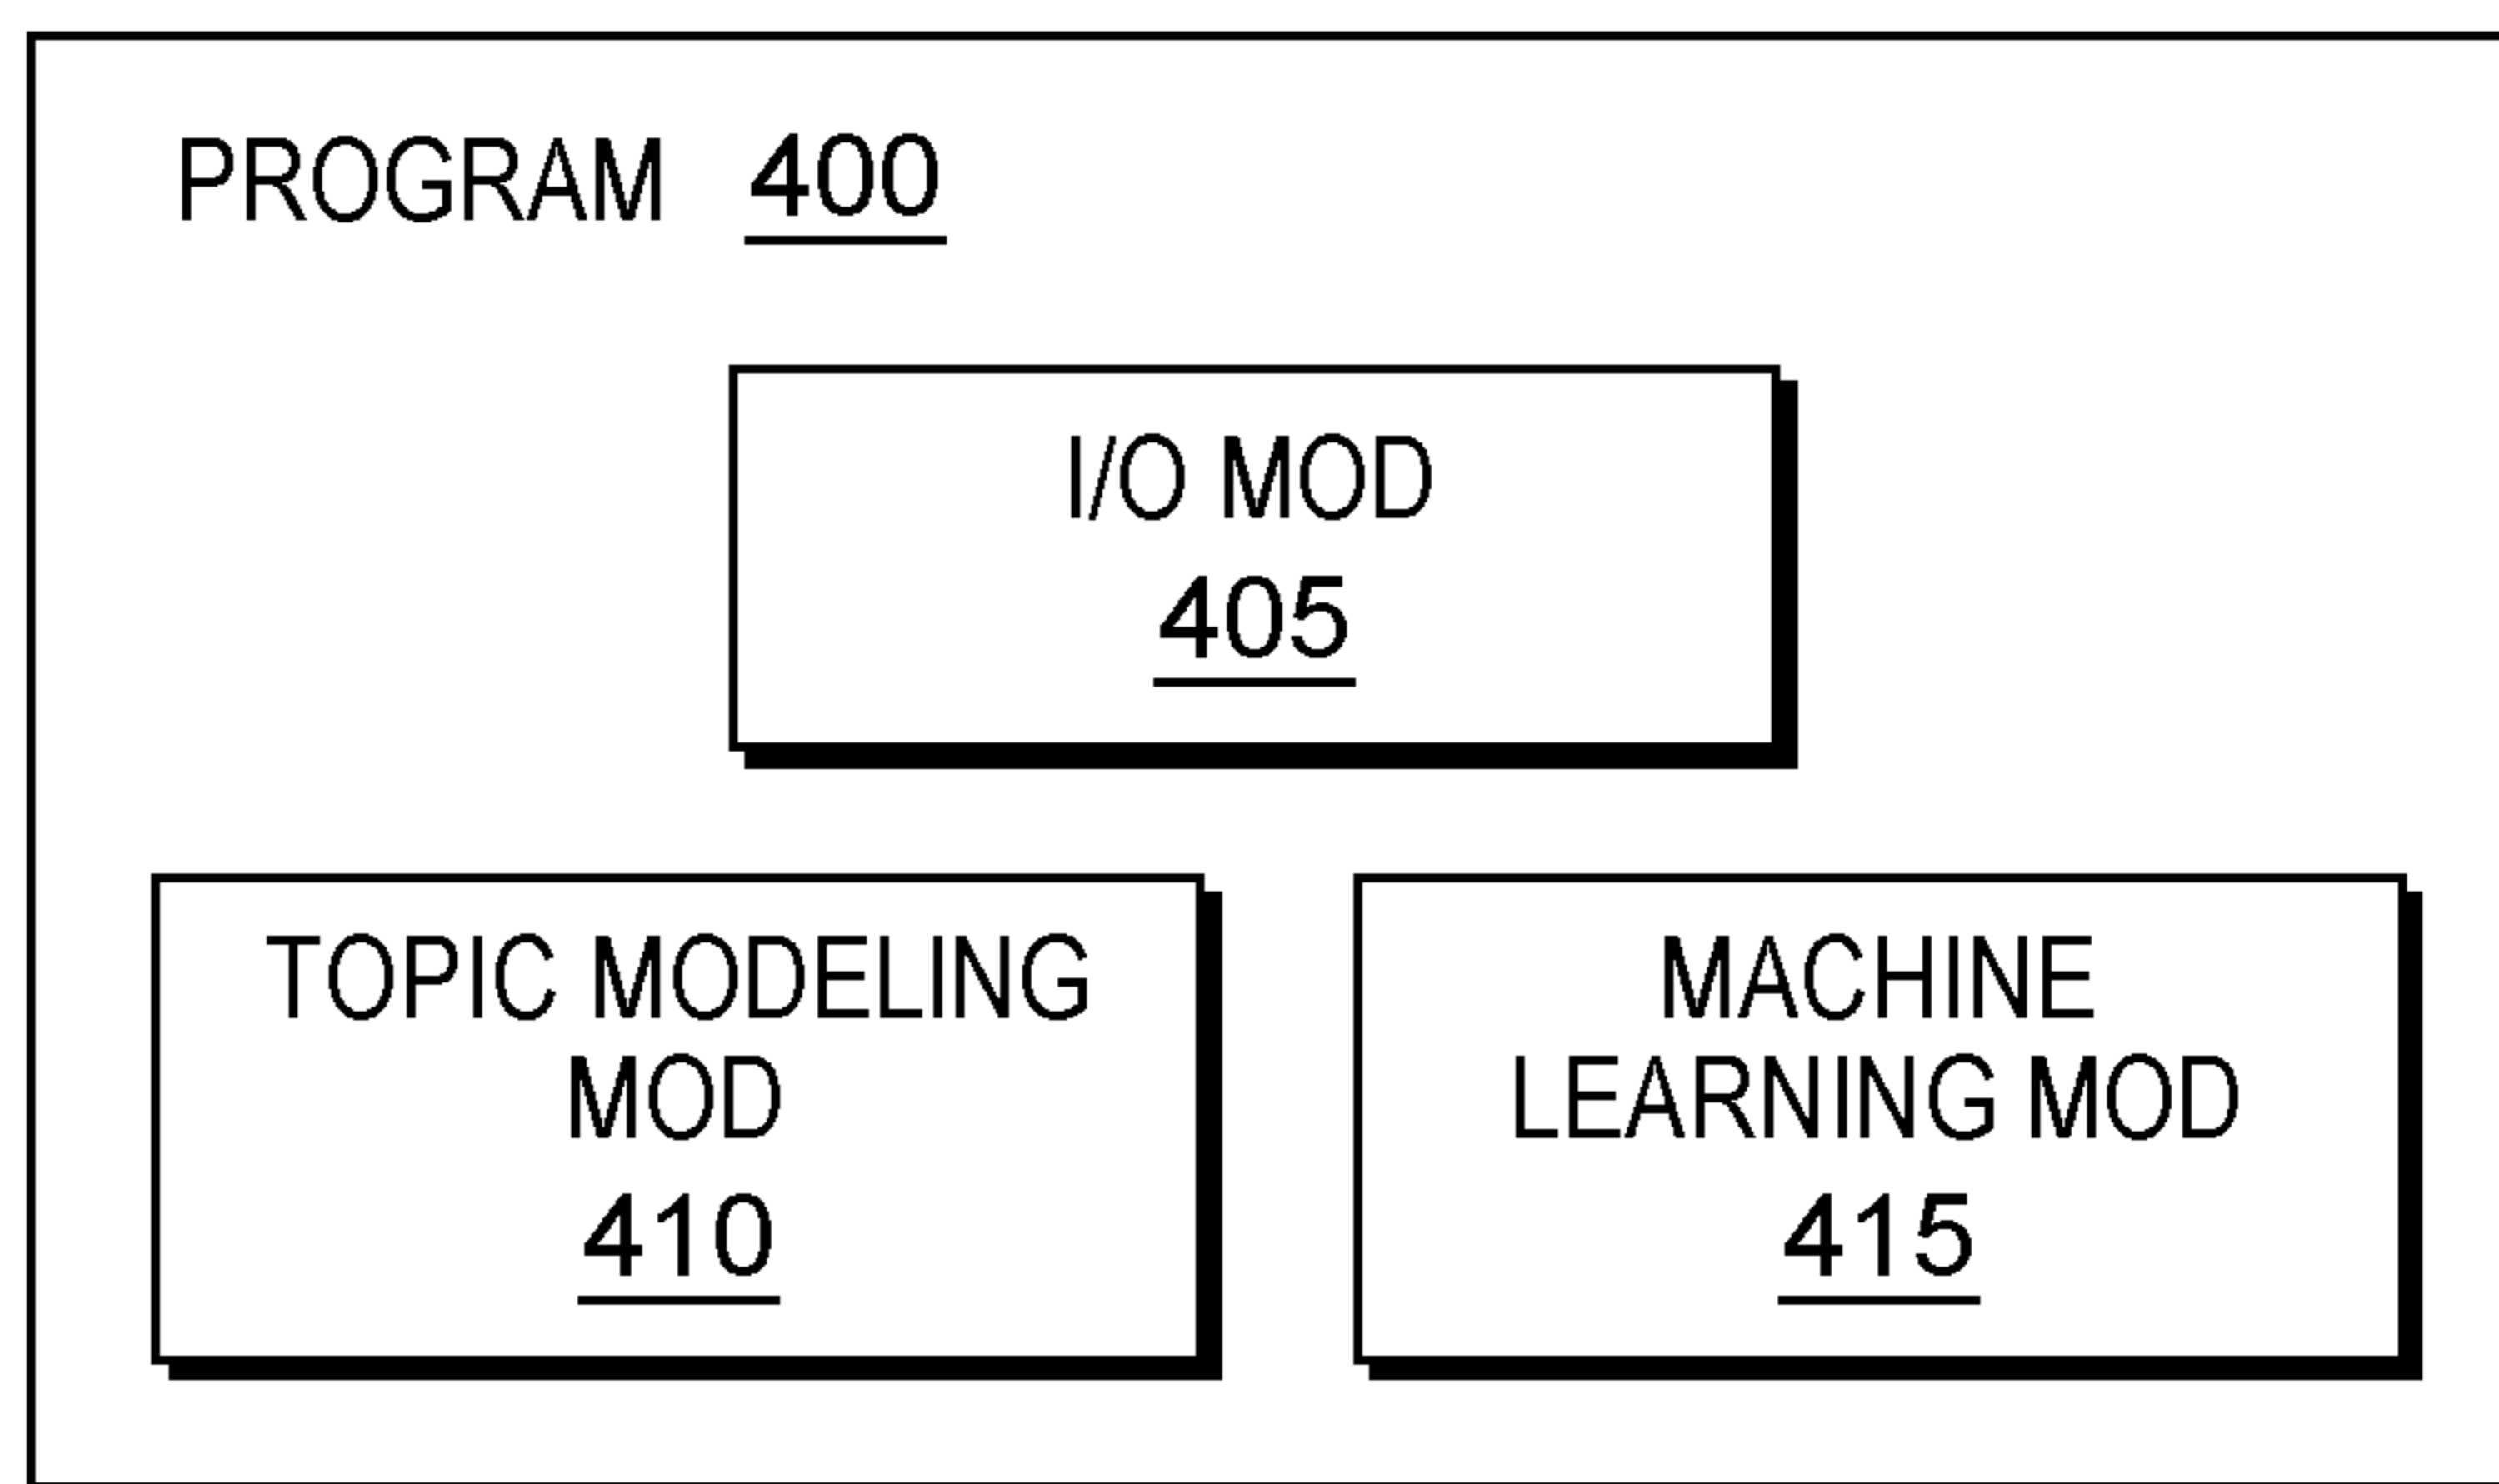 PROGRAM 400
I/O MOD
405
TOPIC MODELING
MOD
410
MACHINE
LEARNING MOD
415